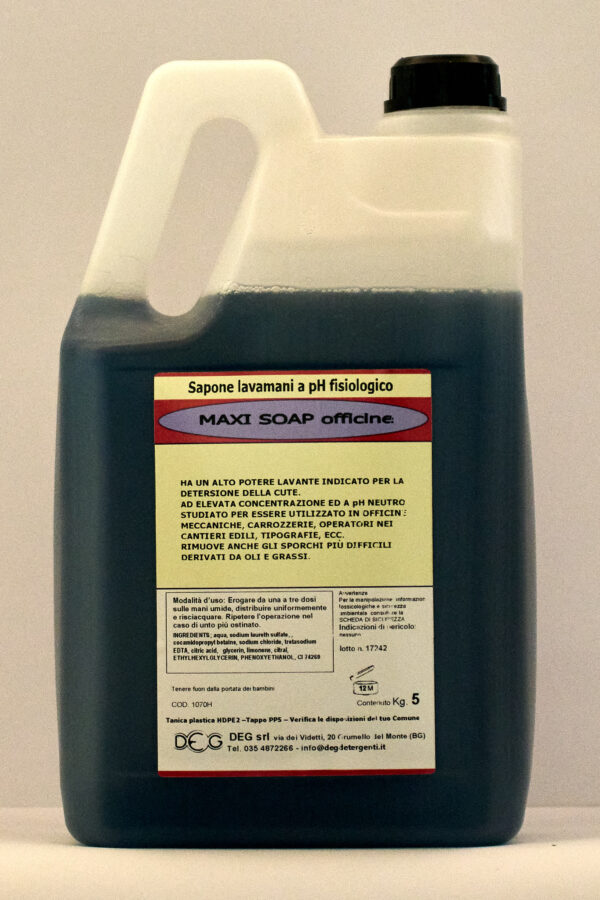 Sapone lavamani a pH fisiologico
MAXI SOAP officine
HA UN ALTO POTERE LAVANTE INDICATO PER LA
DETERSIONE DELLA CUTE.
AD ELEVATA CONCENTRAZIONE ED A pH NEUTRO
STUDIATO PER ESSERE UTILIZZATO IN OFFICINE
MECCANICHE, CARROZZERIE, OPERATORI NEI
CANTIERI EDILI, TIPOGRAFIE, ECC.
RIMUOVE ANCHE GLI SPORCHI PIÙ DIFFICILI
DERIVATI DA OLI E GRASSI.
Modalità d'uso: Erogare da una a tre dosi
sulle mani umide, distribuire uniformemente
e risciacquare. Ripetere l'operazione nel
caso di unto più ostinato.
INGREDIENTS: aqua, sodium laureth sulfate, ,
cocamidopropyl betaine, sodium chloride, tretasodium
EDTA, citric acid, glycerin, limonene, citral,
ETHYLHEXYLGLYCERIN, PHENOXYETHANOL, CI 74260
Tenere fuori dalla portata dei bambini
COD. 1070H
Avvertenze
Per la manipolazione informazioni
tossicologiche e sicurezza
ambientale consultare la
SCHEDA DI SICUREZZA
Indicazioni di pericolo:
nessuno
lotto n. 17242
12 M
Contenuto Kg. 5
Tanica plastica HDPE2 –Tappo PP5 – Verifica le disposizioni del tuo Comune
DEG DEG srl via dei Videtti, 20 Grumello del Monte (BG)
Tel. 035 4872266 - info@deg-detergenti.it